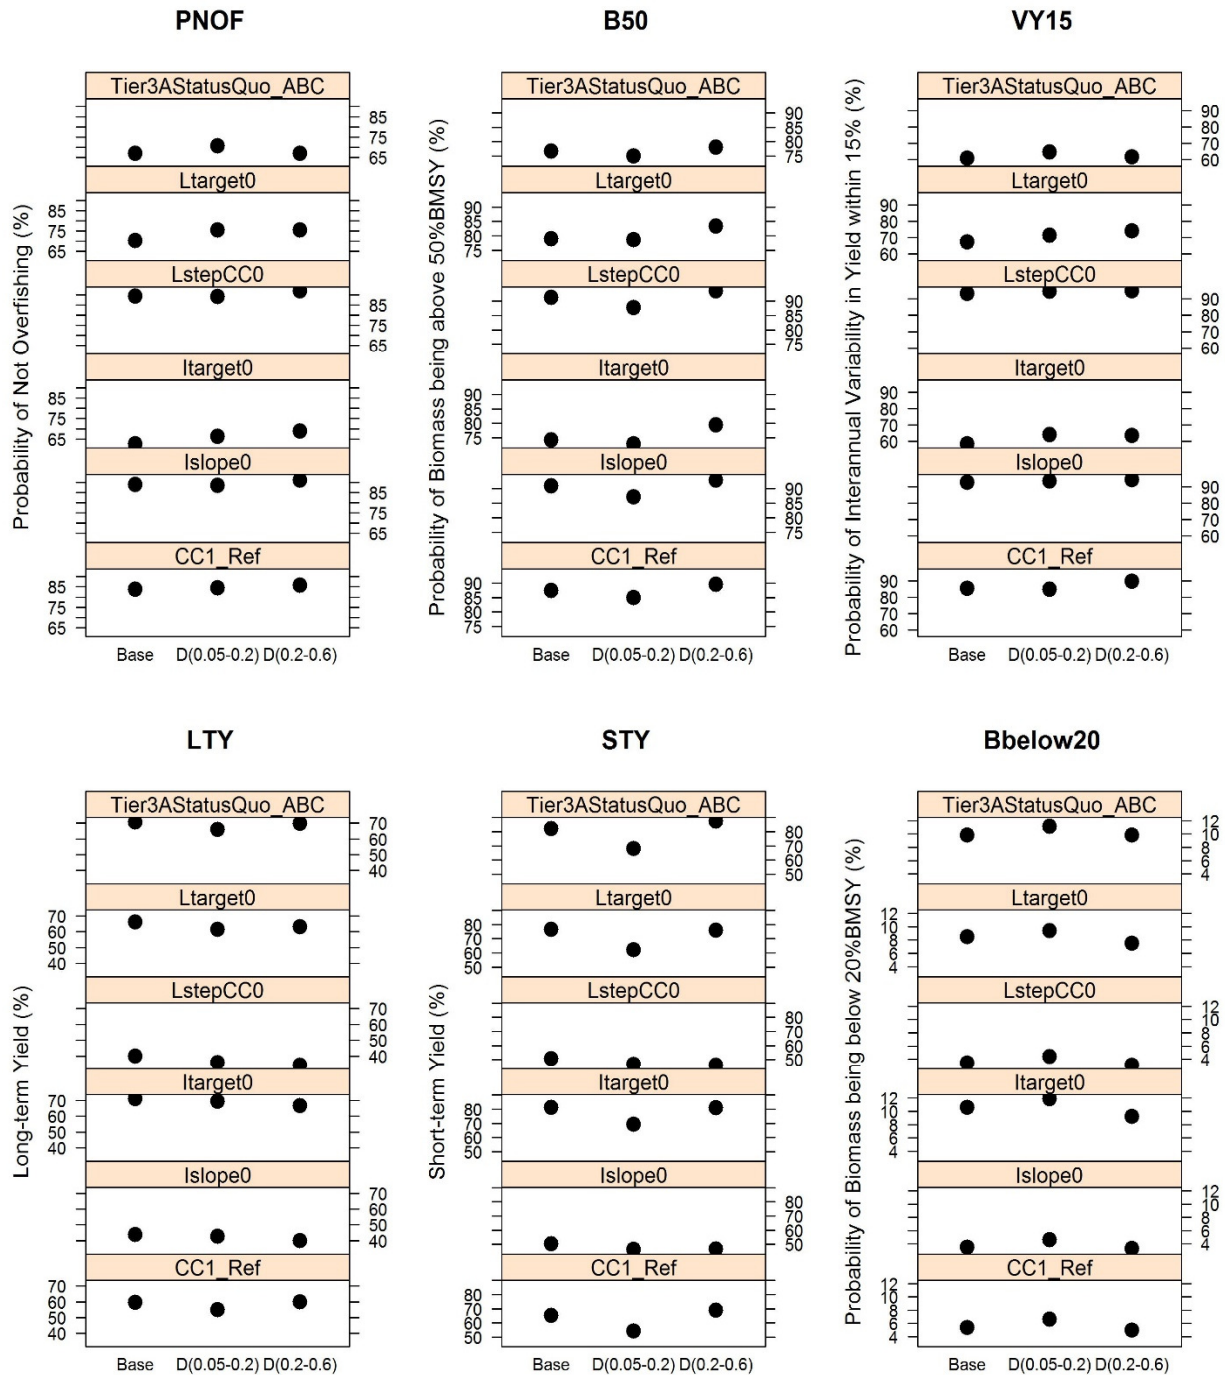 PNOF
B50
VY15
Probability of Not Overfishing (%)
Tier3AStatusQuo_ABC
85
75
65
Ltarget0
85
75
65
LstepCC0
85
75
65
Itarget0
85
75
65
Islope0
85
75
65
CC1_Ref
85
75
65
Base D(0.05-0.2) D(0.2-0.6)
Probability of Biomass being above 50%BMSY (%)
Tier3AStatusQuo_ABC
90
85
80
75
Ltarget0
90
85
80
75
LstepCC0
90
85
80
75
Itarget0
90
85
80
75
Islope0
90
85
80
75
CC1_Ref
90
85
80
75
Base D(0.05-0.2) D(0.2-0.6)
Probability of Interannual Variability in Yield within 15% (%)
Tier3AStatusQuo_ABC
90
80
70
60
Ltarget0
90
80
70
60
LstepCC0
90
80
70
60
Itarget0
90
80
70
60
Islope0
90
80
70
60
CC1_Ref
90
80
70
60
Base D(0.05-0.2) D(0.2-0.6)
LTY
STY
Bbelow20
Long-term Yield (%)
Tier3AStatusQuo_ABC
70
60
50
40
Ltarget0
70
60
50
40
LstepCC0
70
60
50
40
Itarget0
70
60
50
40
Islope0
70
60
50
40
CC1_Ref
70
60
50
40
Base D(0.05-0.2) D(0.2-0.6)
Short-term Yield (%)
Tier3AStatusQuo_ABC
80
70
60
50
Ltarget0
80
70
60
50
LstepCC0
80
70
60
50
Itarget0
80
70
60
50
Islope0
80
70
60
50
CC1_Ref
80
70
60
50
Base D(0.05-0.2) D(0.2-0.6)
Probability of Biomass being below 20%BMSY (%)
Tier3AStatusQuo_ABC
12
10
8
6
4
Ltarget0
12
10
8
6
4
LstepCC0
12
10
8
6
4
Itarget0
12
10
8
6
4
Islope0
12
10
8
6
4
CC1_Ref
12
10
8
6
4
Base D(0.05-0.2) D(0.2-0.6)